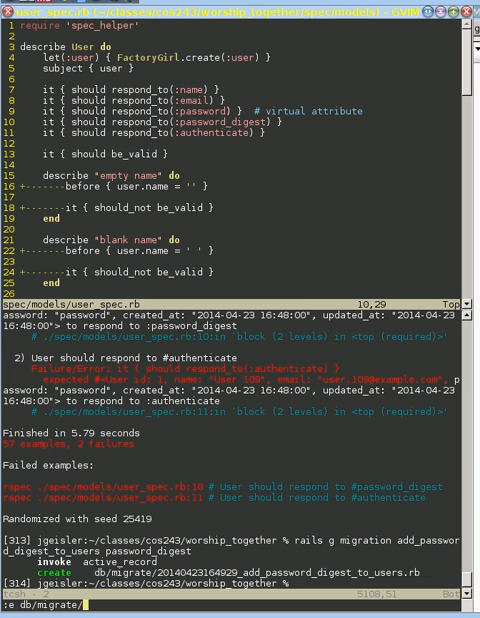 user_spec.rb (~/classes/cos243/worship_together/spec/models) - GVIM
1 require 'spec_helper'
2
3 describe User do
4     let(:user) { FactoryGirl.create(:user) }
5     subject { user }
6
7     it { should respond_to(:name) }
8     it { should respond_to(:email) }
9     it { should respond_to(:password) }  # virtual attribute
10     it { should respond_to(:password_digest) }
11     it { should respond_to(:authenticate) }
12
13     it { should be_valid }
14
15     describe "empty name" do
16 +-------before { user.name = '' }
17
18 +-------it { should_not be_valid }
19     end
20
21     describe "blank name" do
22 +-------before { user.name = ' ' }
23
24 +-------it { should_not be_valid }
25     end
26
spec/models/user_spec.rb 10,29 Top
assword: "password", created_at: "2014-04-23 16:48:00", updated_at: "2014-04-23
16:48:00"> to respond to :password_digest
# ./spec/models/user_spec.rb:10:in `block (2 levels) in <top (required)>'
2) User should respond to #authenticate
Failure/Error: it { should respond_to(:authenticate) }
expected #<User id: 1, name: "User 109", email: "user.109@example.com", p
assword: "password", created_at: "2014-04-23 16:48:00", updated_at: "2014-04-23
16:48:00"> to respond to :authenticate
# ./spec/models/user_spec.rb:11:in `block (2 levels) in <top (required)>'
Finished in 5.79 seconds
57 examples, 2 failures
Failed examples:
rspec ./spec/models/user_spec.rb:10 # User should respond to #password_digest
rspec ./spec/models/user_spec.rb:11 # User should respond to #authenticate
Randomized with seed 25419
[313] jgeisler:~/classes/cos243/worship_together % rails g migration add_passwor
d_digest_to_users password_digest
invoke  active_record
create    db/migrate/20140423164929_add_password_digest_to_users.rb
[314] jgeisler:~/classes/cos243/worship_together %
tcsh - 2 5108,51 Bot
:e db/migrate/